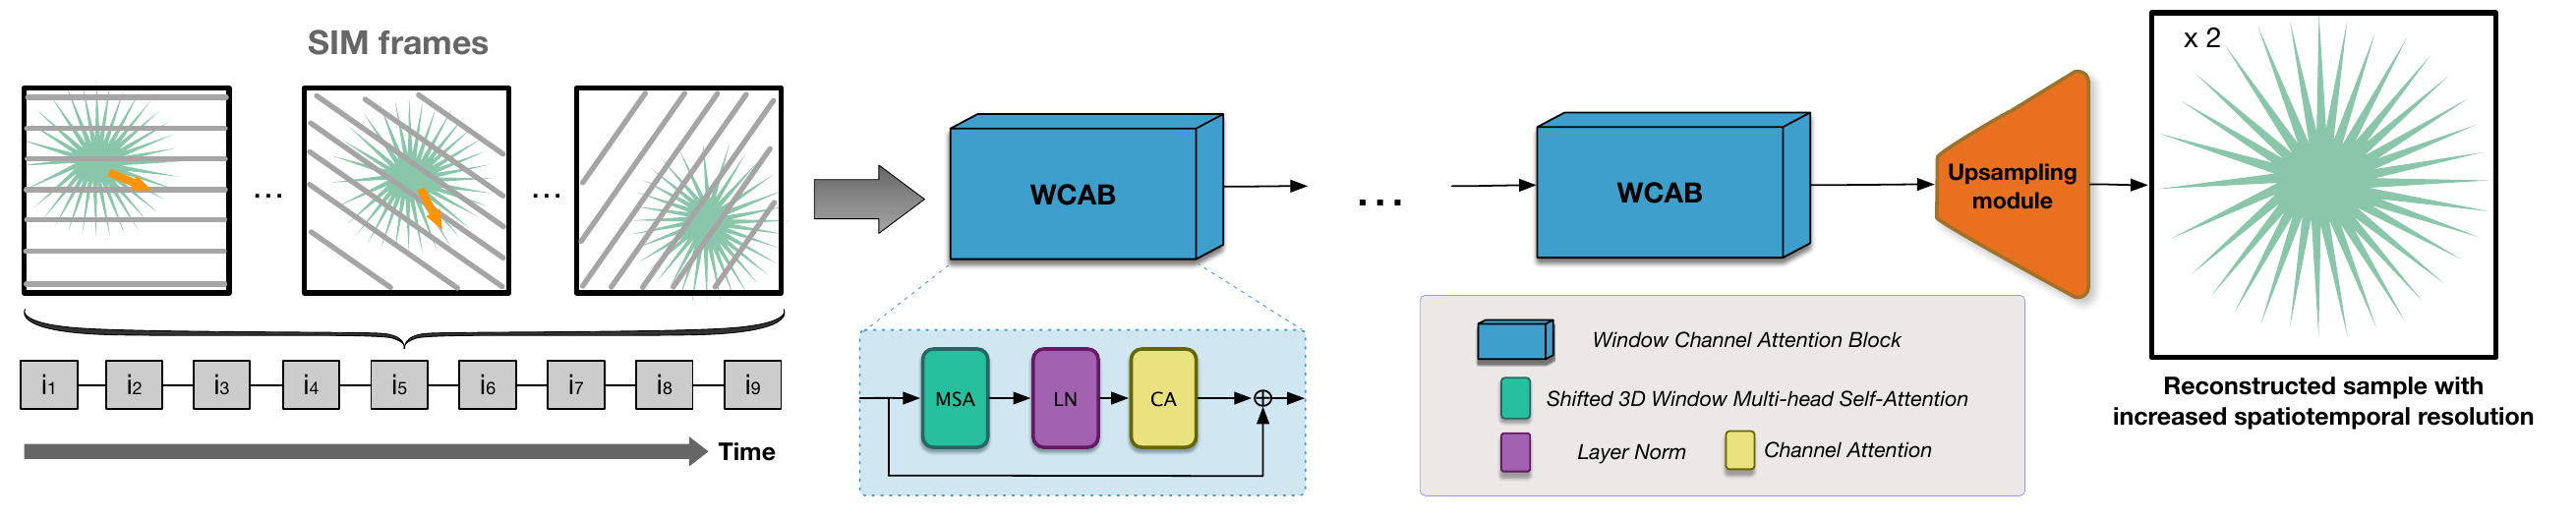 SIM frames
...
...
i1 i2 i3 i4 i5 i6 i7 i8 i9
Time
WCAB
...
WCAB
Upsampling
module
x 2
Reconstructed sample with
increased spatiotemporal resolution
MSA
LN
CA
Window Channel Attention Block
Shifted 3D Window Multi-head Self-Attention
Layer Norm
Channel Attention